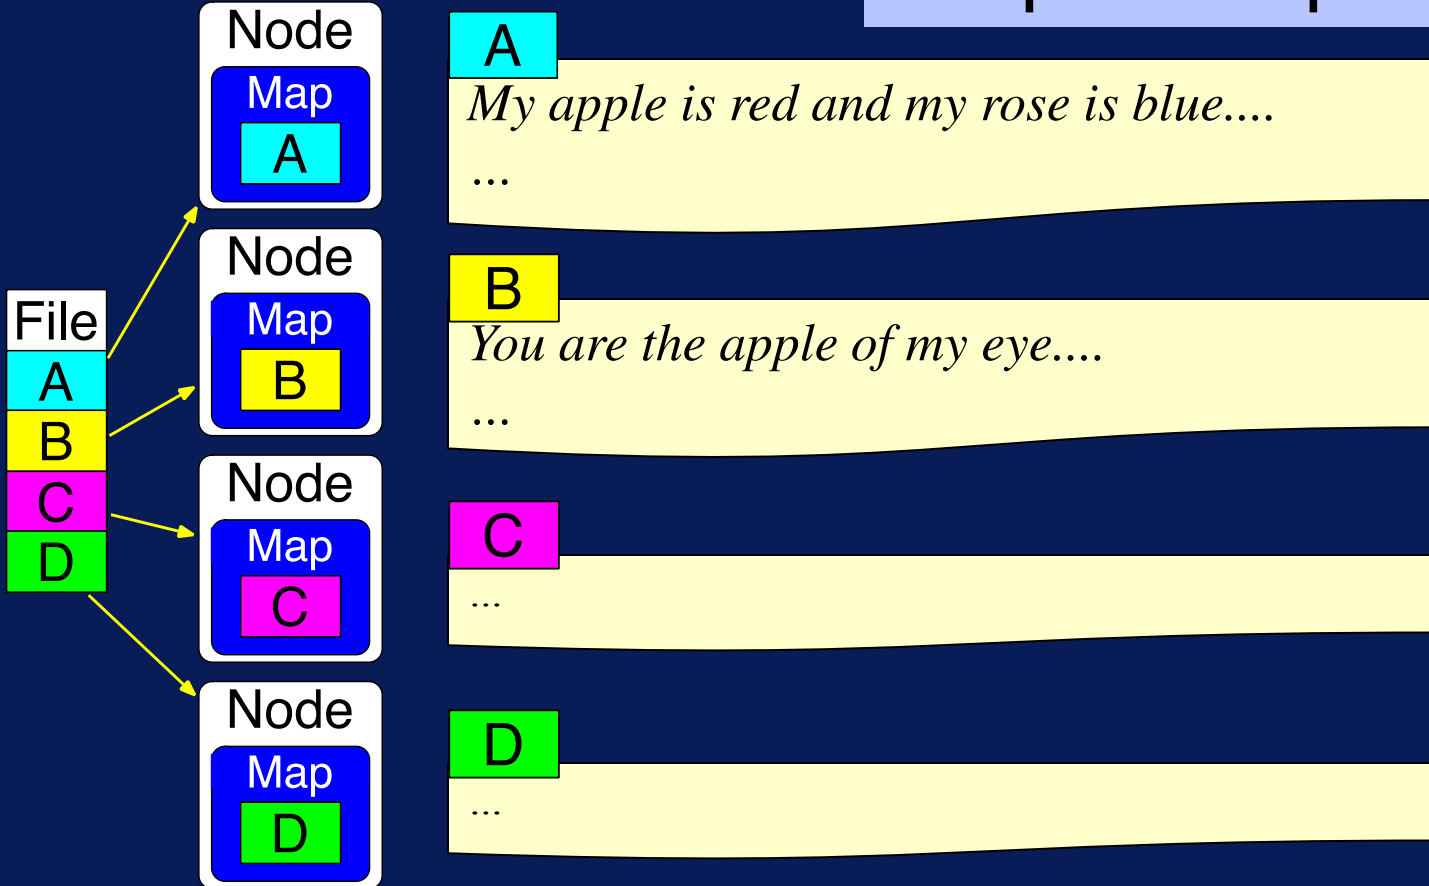 File
A
B
C
D
Node
Map
A
Node
Map
B
Node
Map
C
Node
Map
D
A
My apple is red and my rose is blue....
...
B
You are the apple of my eye....
...
C
...
D
...